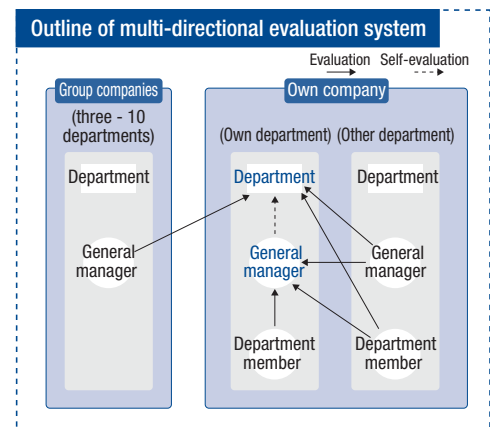 Outline of multi-directional evaluation system
Evaluation Self-evaluation
Group companies
(three - 10
departments)
Department
General
manager
Own company
(Own department) (Other department)
Department
Department
General
manager
General
manager
Department
member
Department
member